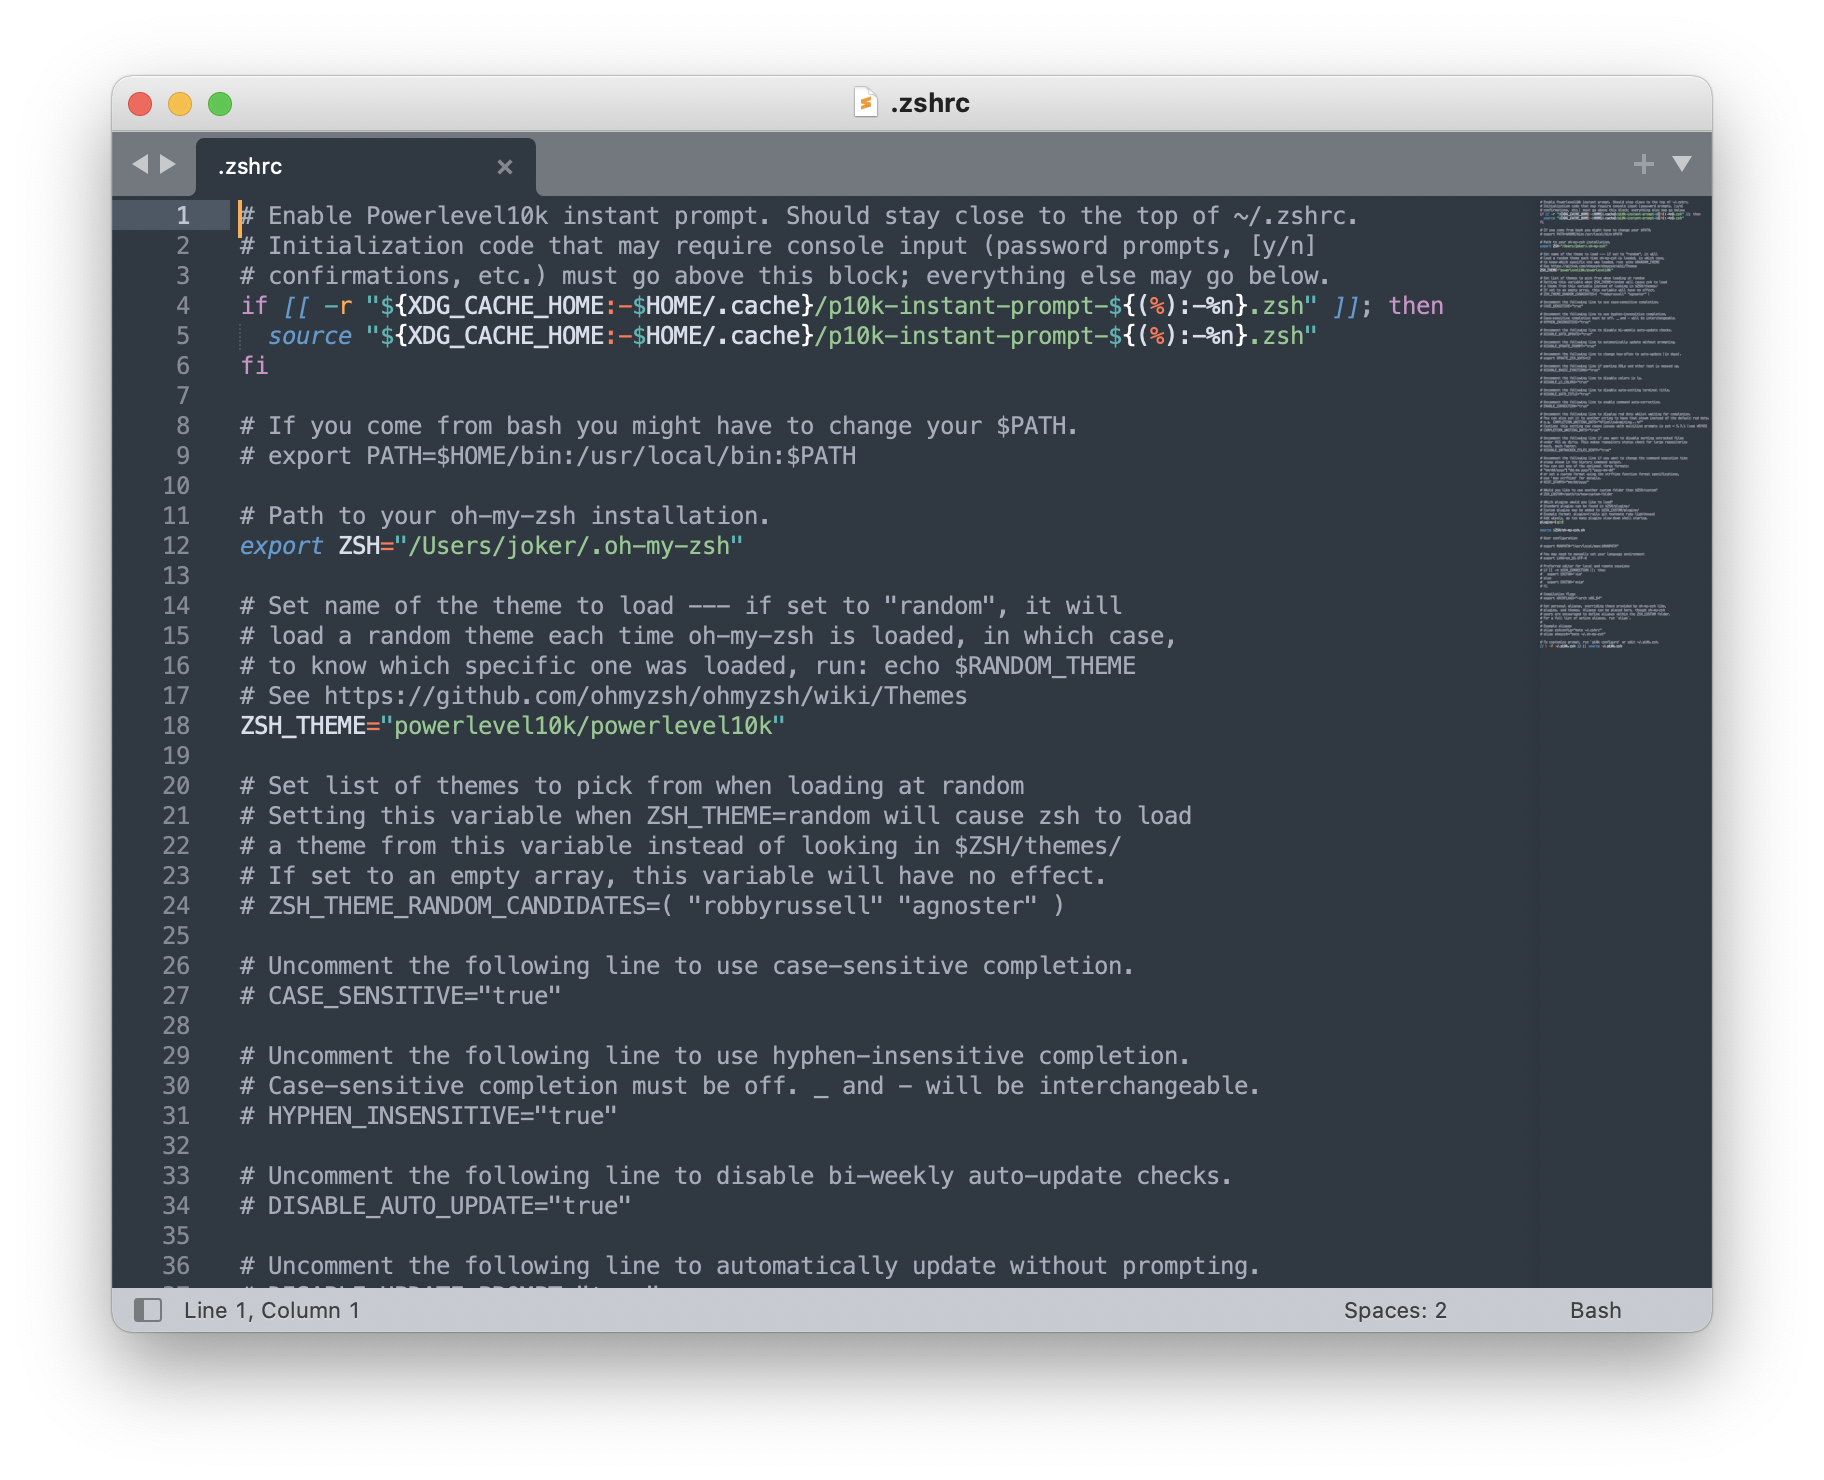 .zshrc
.zshrc
1 # Enable Powerlevel10k instant prompt. Should stay close to the top of ~/.zshrc.
2 # Initialization code that may require console input (password prompts, [y/n]
3 # confirmations, etc.) must go above this block; everything else may go below.
4 if [[ -r "${XDG_CACHE_HOME:-$HOME/.cache}/p10k-instant-prompt-${(%):-%n}.zsh" ]]; then
5   source "${XDG_CACHE_HOME:-$HOME/.cache}/p10k-instant-prompt-${(%):-%n}.zsh"
6 fi
7
8 # If you come from bash you might have to change your $PATH.
9 # export PATH=$HOME/bin:/usr/local/bin:$PATH
10
11 # Path to your oh-my-zsh installation.
12 export ZSH="/Users/joker/.oh-my-zsh"
13
14 # Set name of the theme to load --- if set to "random", it will
15 # load a random theme each time oh-my-zsh is loaded, in which case,
16 # to know which specific one was loaded, run: echo $RANDOM_THEME
17 # See https://github.com/ohmyzsh/ohmyzsh/wiki/Themes
18 ZSH_THEME="powerlevel10k/powerlevel10k"
19
20 # Set list of themes to pick from when loading at random
21 # Setting this variable when ZSH_THEME=random will cause zsh to load
22 # a theme from this variable instead of looking in $ZSH/themes/
23 # If set to an empty array, this variable will have no effect.
24 # ZSH_THEME_RANDOM_CANDIDATES=( "robbyrussell" "agnoster" )
25
26 # Uncomment the following line to use case-sensitive completion.
27 # CASE_SENSITIVE="true"
28
29 # Uncomment the following line to use hyphen-insensitive completion.
30 # Case-sensitive completion must be off. _ and - will be interchangeable.
31 # HYPHEN_INSENSITIVE="true"
32
33 # Uncomment the following line to disable bi-weekly auto-update checks.
34 # DISABLE_AUTO_UPDATE="true"
35
36 # Uncomment the following line to automatically update without prompting.
Line 1, Column 1
Spaces: 2
Bash